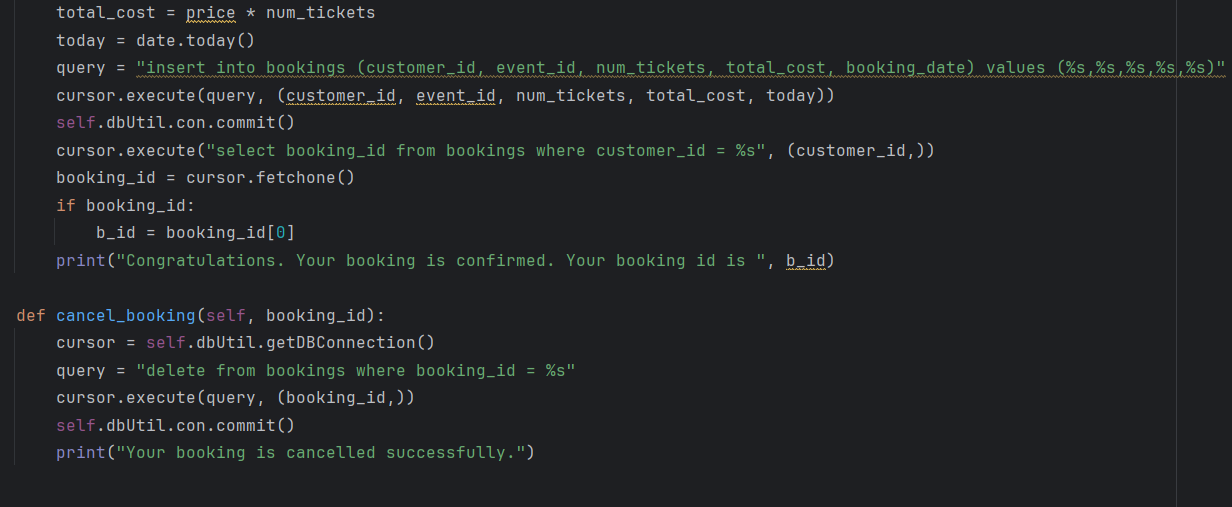 total_cost = price * num_tickets
today = date.today()
query = "insert into bookings (customer_id, event_id, num_tickets, total_cost, booking_date) values (%s,%s,%s,%s,%s)"
cursor.execute(query, (customer_id, event_id, num_tickets, total_cost, today))
self.dbUtil.con.commit()
cursor.execute("select booking_id from bookings where customer_id = %s", (customer_id,))
booking_id = cursor.fetchone()
if booking_id:
b_id = booking_id[0]
print("Congratulations. Your booking is confirmed. Your booking id is ", b_id)
def cancel_booking(self, booking_id):
cursor = self.dbUtil.getDBConnection()
query = "delete from bookings where booking_id = %s"
cursor.execute(query, (booking_id,))
self.dbUtil.con.commit()
print("Your booking is cancelled successfully.")